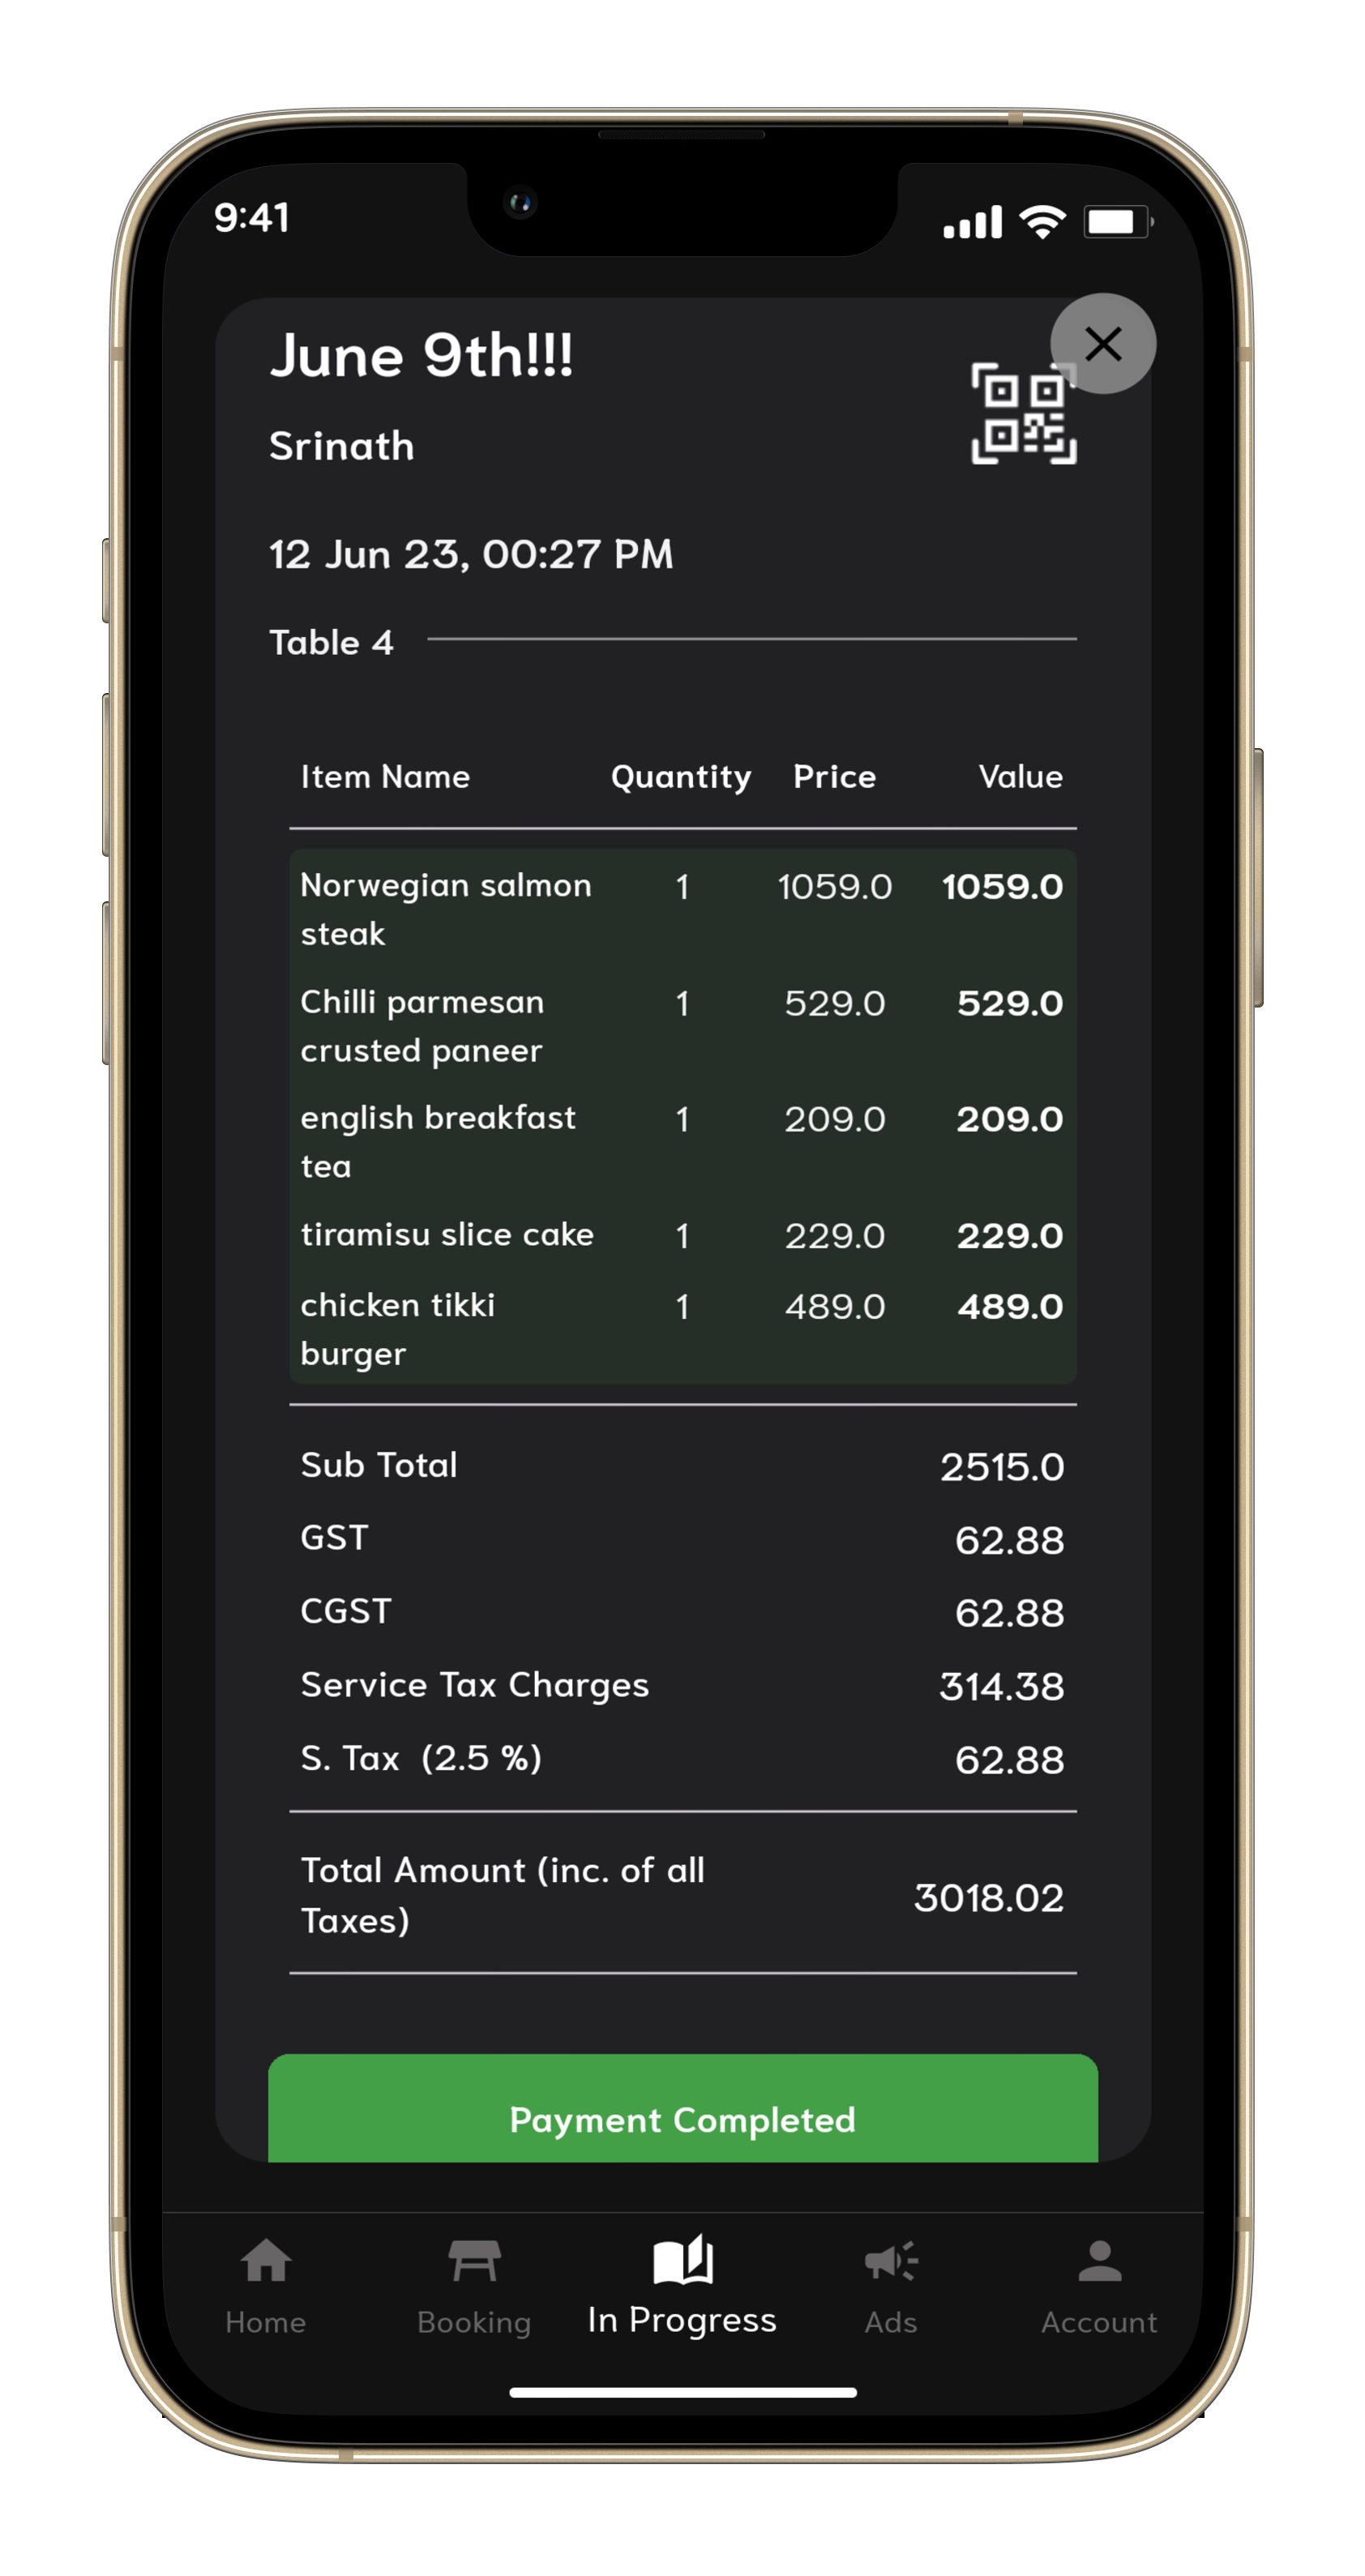 9:41
June 9th!!!
Srinath
12 Jun 23, 00:27 PM
Table 4
Item Name Quantity Price Value
Norwegian salmon 1 1059.0 1059.0
steak
Chilli parmesan 1 529.0 529.0
crusted paneer
english breakfast 1 209.0 209.0
tea
tiramisu slice cake 1 229.0 229.0
chicken tikki 1 489.0 489.0
burger
Sub Total 2515.0
GST 62.88
CGST 62.88
Service Tax Charges 314.38
S. Tax (2.5 %) 62.88
Total Amount (inc. of all
Taxes) 3018.02
Payment Completed
Home Booking In Progress Ads Account